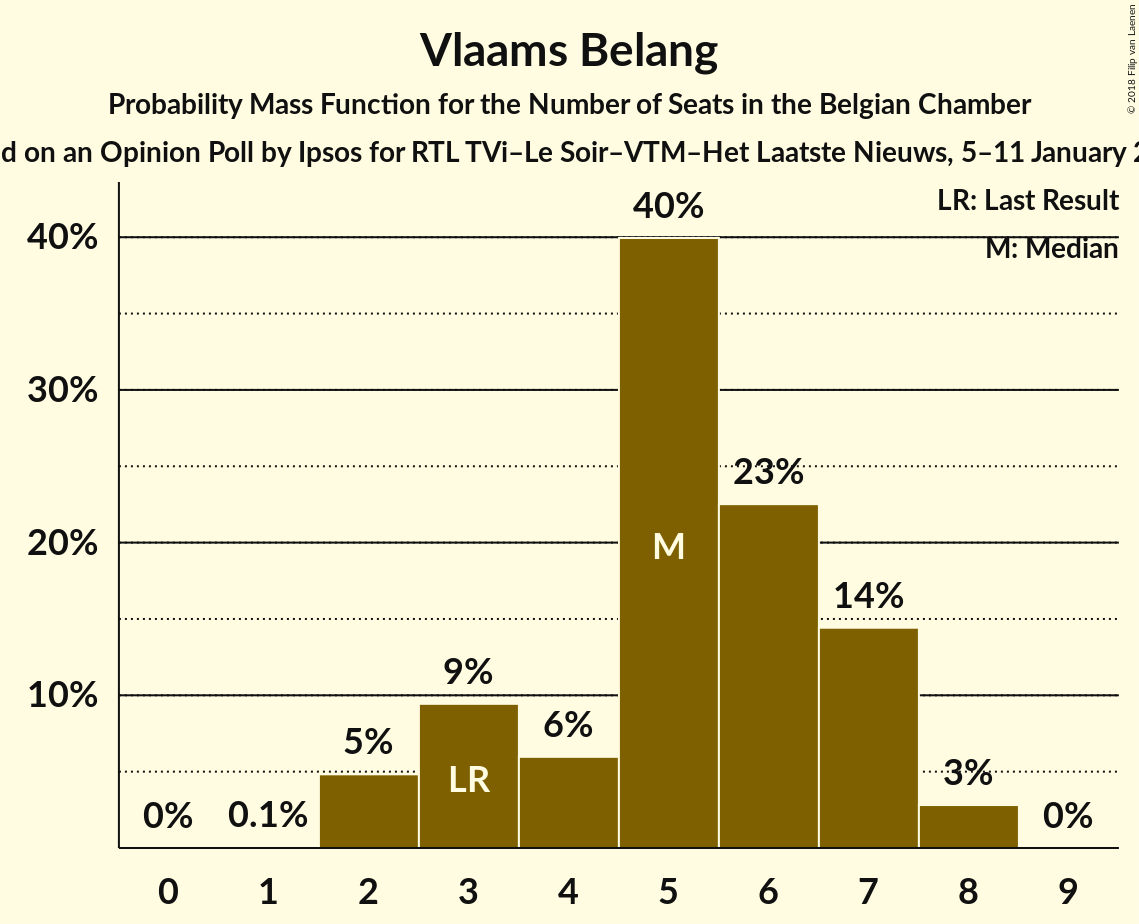 Vlaams Belang
Probability Mass Function for the Number of Seats in the Belgian Chamber
d on an Opinion Poll by Ipsos for RTL TVi–Le Soir–VTM–Het Laatste Nieuws, 5–11 January 2
© 2018 Filip van Laenen
LR: Last Result
M: Median
40%
30%
20%
10%
0%
0.1%
5%
9%
6%
40%
23%
14%
3%
0%
LR
M
0 1 2 3 4 5 6 7 8 9